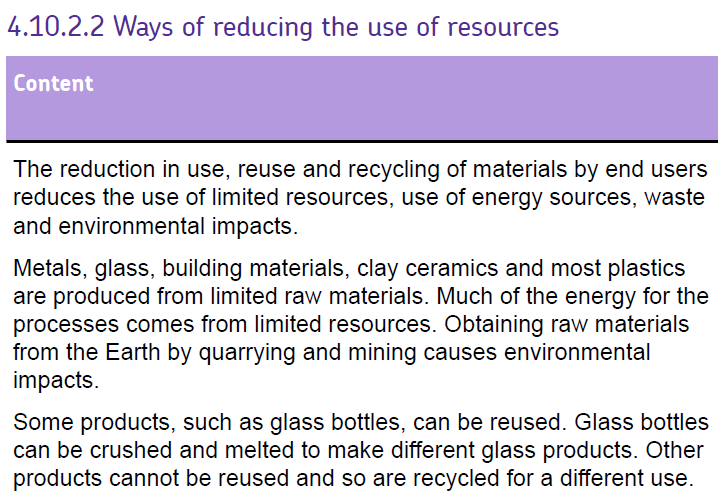 4.10.2.2 Ways of reducing the use of resources
Content
The reduction in use, reuse and recycling of materials by end users
reduces the use of limited resources, use of energy sources, waste
and environmental impacts.
Metals, glass, building materials, clay ceramics and most plastics
are produced from limited raw materials. Much of the energy for the
processes comes from limited resources. Obtaining raw materials
from the Earth by quarrying and mining causes environmental
impacts.
Some products, such as glass bottles, can be reused. Glass bottles
can be crushed and melted to make different glass products. Other
products cannot be reused and so are recycled for a different use.